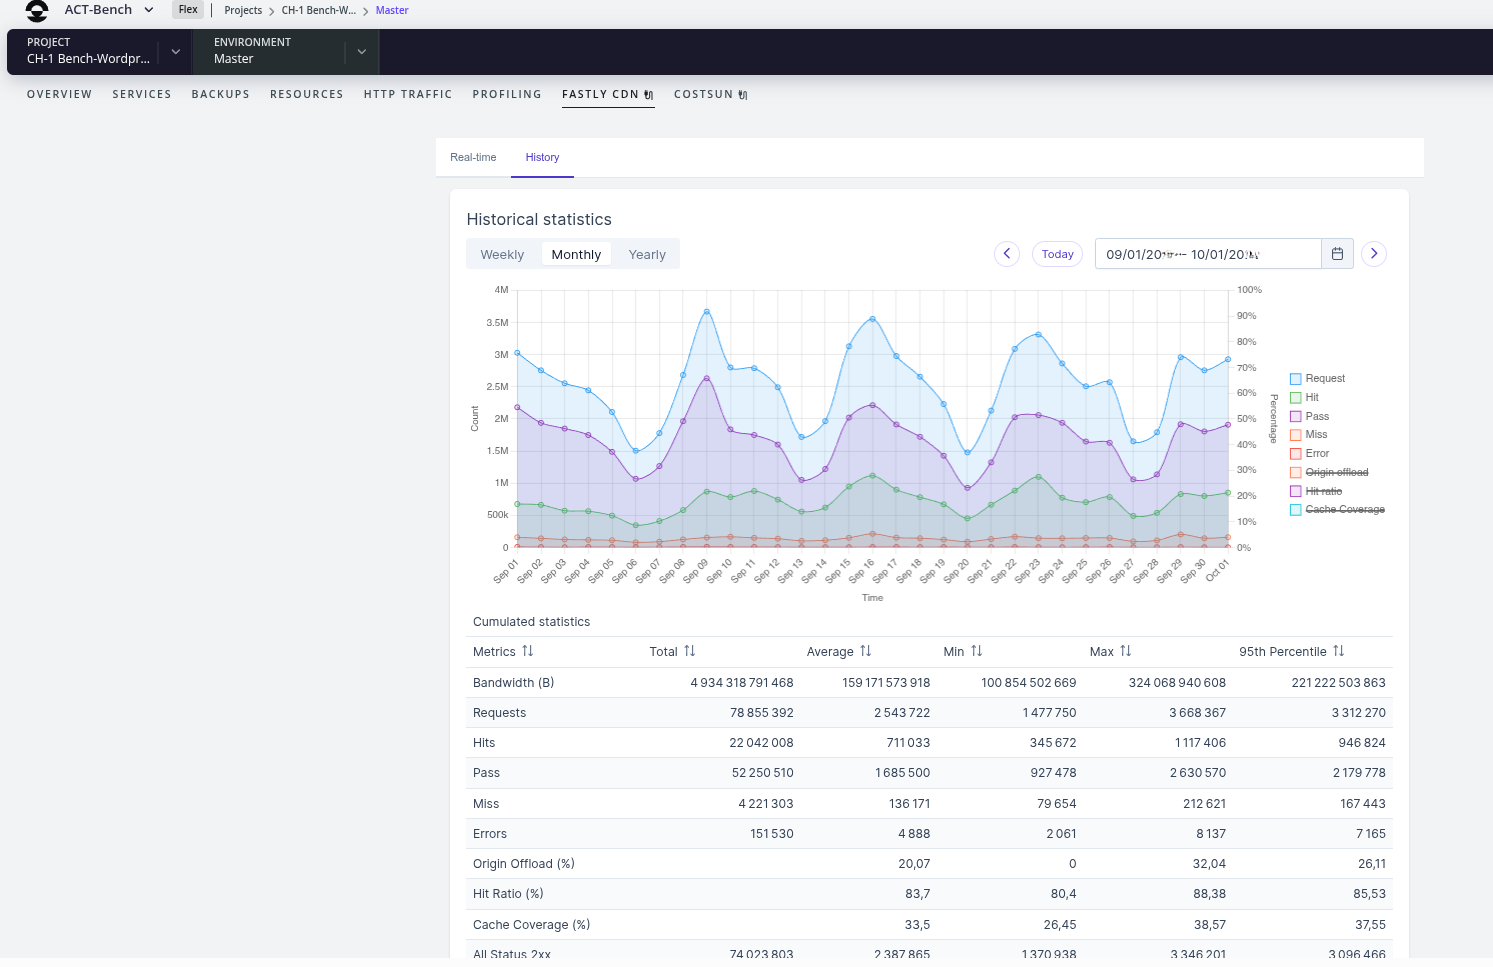 ACT-Bench Flex Projects CH-1 Bench-W... Master
PROJECT ENVIRONMENT
CH-1 Bench-Wordpr... Master
OVERVIEW SERVICES BACKUPS RESOURCES HTTP TRAFFIC PROFILING FASTLY CDN COSTSUN
Real-time History
Historical statistics
Weekly Monthly Yearly Today 09/01/20 - 10/01/20
4M 100%
90%
3.5M
80%
3M
70%
2.5M
60%
2M 50%
40%
1.5M
30%
1M
20%
500k
10%
0 0%
Count
Percentage
Request
Hit
Pass
Miss
Error
Origin offload
Hit ratio
Cache Coverage
Sep 01 Sep 02 Sep 03 Sep 04 Sep 05 Sep 06 Sep 07 Sep 08 Sep 09 Sep 10 Sep 11 Sep 12 Sep 13 Sep 14 Sep 15 Sep 16 Sep 17 Sep 18 Sep 19 Sep 20 Sep 21 Sep 22 Sep 23 Sep 24 Sep 25 Sep 26 Sep 27 Sep 28 Sep 29 Sep 30 Oct 01
Time
Cumulated statistics
Metrics Total Average Min Max 95th Percentile
Bandwidth (B) 4 934 318 791 468 159 171 573 918 100 854 502 669 324 068 940 608 221 222 503 863
Requests 78 855 392 2 543 722 1 477 750 3 668 367 3 312 270
Hits 22 042 008 711 033 345 672 1 117 406 946 824
Pass 52 250 510 1 685 500 927 478 2 630 570 2 179 778
Miss 4 221 303 136 171 79 654 212 621 167 443
Errors 151 530 4 888 2 061 8 137 7 165
Origin Offload (%) 20,07 0 32,04 26,11
Hit Ratio (%) 83,7 80,4 88,38 85,53
Cache Coverage (%) 33,5 26,45 38,57 37,55
All Status 2xx 74 023 803 2 387 865 1 370 938 3 346 201 3 096 466